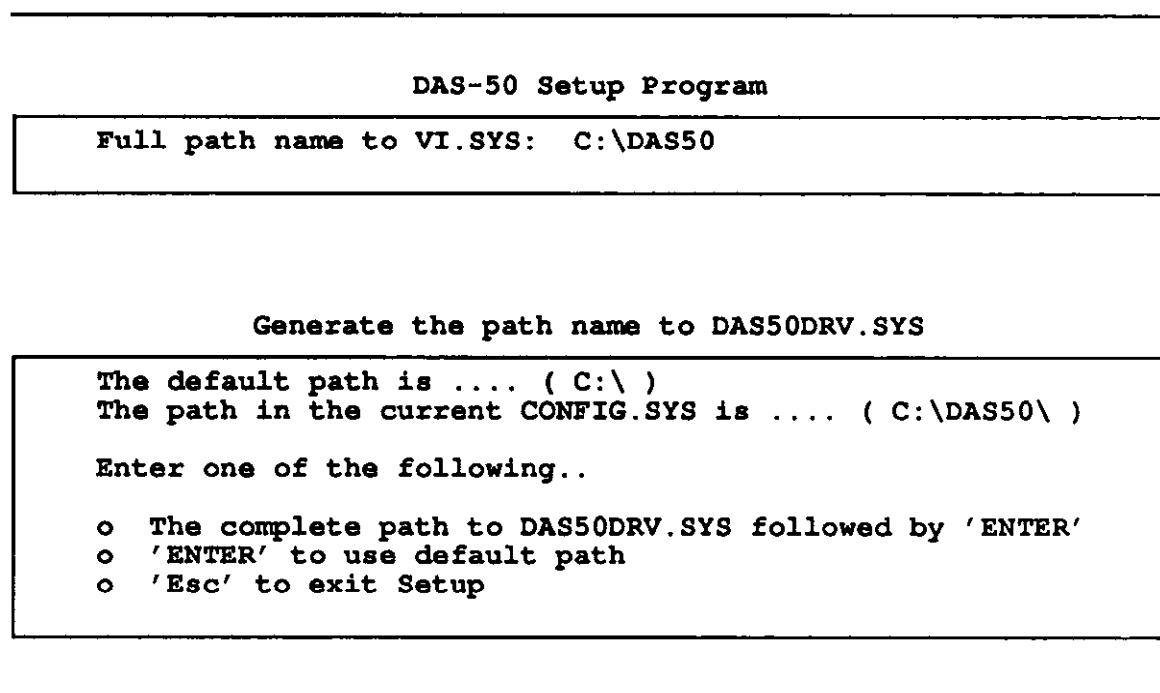 DAS-50 Setup Program
Full path name to VI.SYS: C:\DAS50
Generate the path name to DAS50DRV.SYS
The default path is .... ( C:\ )
The path in the current CONFIG.SYS is .... ( C:\DAS50\ )
Enter one of the following..
o The complete path to DAS50DRV.SYS followed by 'ENTER'
o 'ENTER' to use default path
o 'Esc' to exit Setup